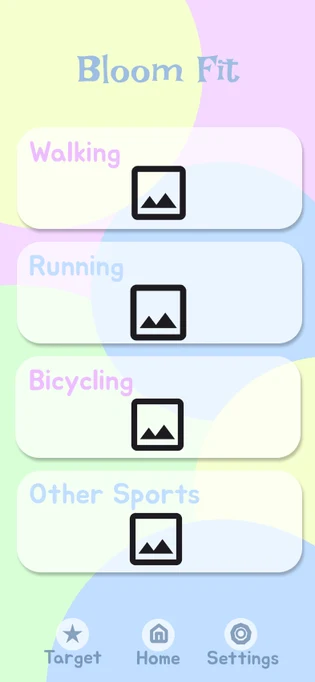 Bloom Fit
Walking
Running
Bicycling
Other Sports
Target Home Settings